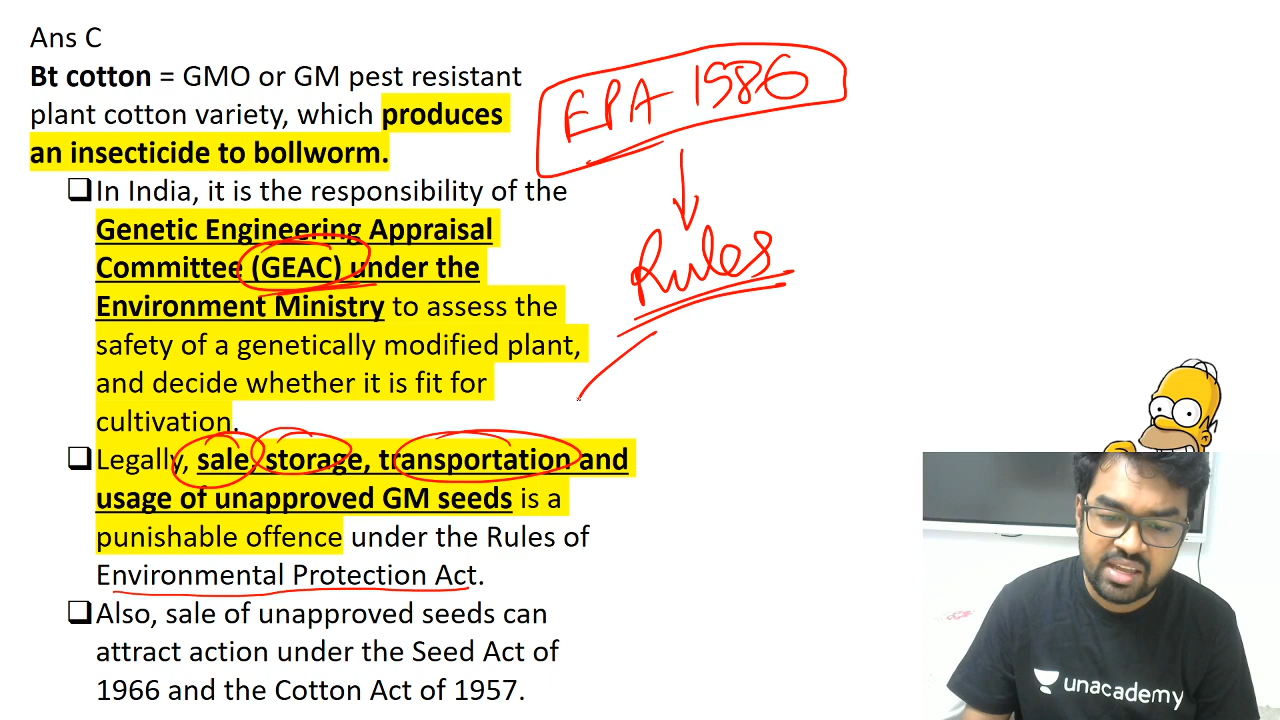 Ans C
Bt cotton = GMO or GM pest resistant
plant cotton variety, which produces
an insecticide to bollworm.
❑In India, it is the responsibility of the
Genetic Engineering Appraisal
Committee (GEAC) under the
Environment Ministry to assess the
safety of a genetically modified plant,
and decide whether it is fit for
cultivation.
❑Legally, sale, storage, transportation and
usage of unapproved GM seeds is a
punishable offence under the Rules of
Environmental Protection Act.
❑Also, sale of unapproved seeds can
attract action under the Seed Act of
1966 and the Cotton Act of 1957.
EPA 1986
Rules
unacademy